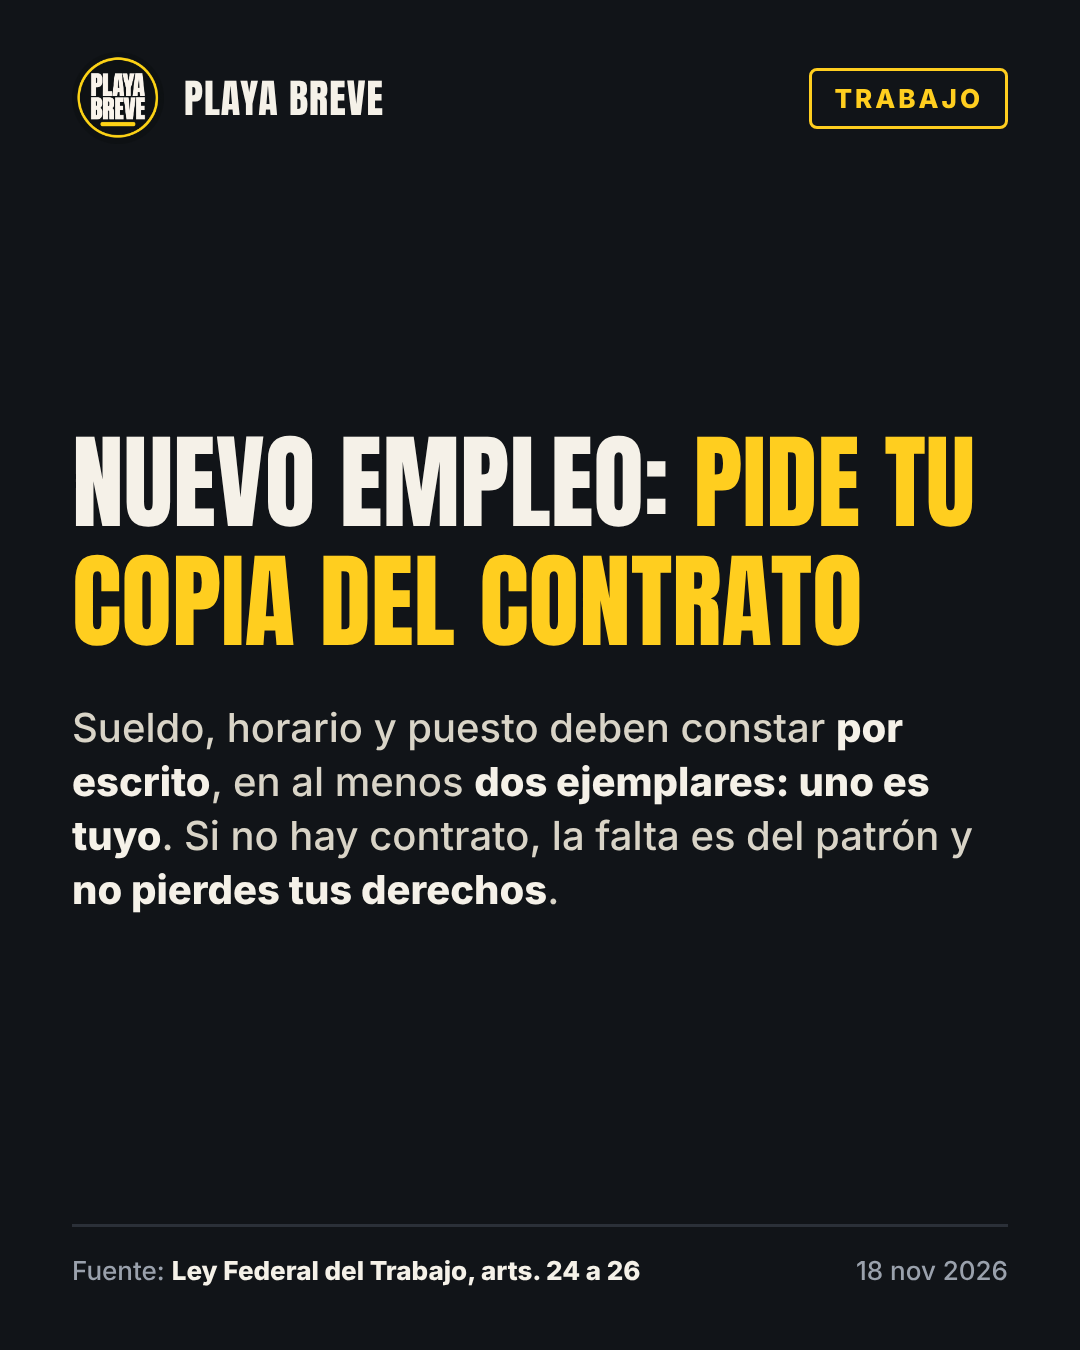 PLAYA
BREVE
PLAYA BREVE
TRABAJO
NUEVO EMPLEO: PIDE TU
COPIA DEL CONTRATO
Sueldo, horario y puesto deben constar por
escrito, en al menos dos ejemplares: uno es
tuyo. Si no hay contrato, la falta es del patrón y
no pierdes tus derechos.
Fuente: Ley Federal del Trabajo, arts. 24 a 26
18 nov 2026